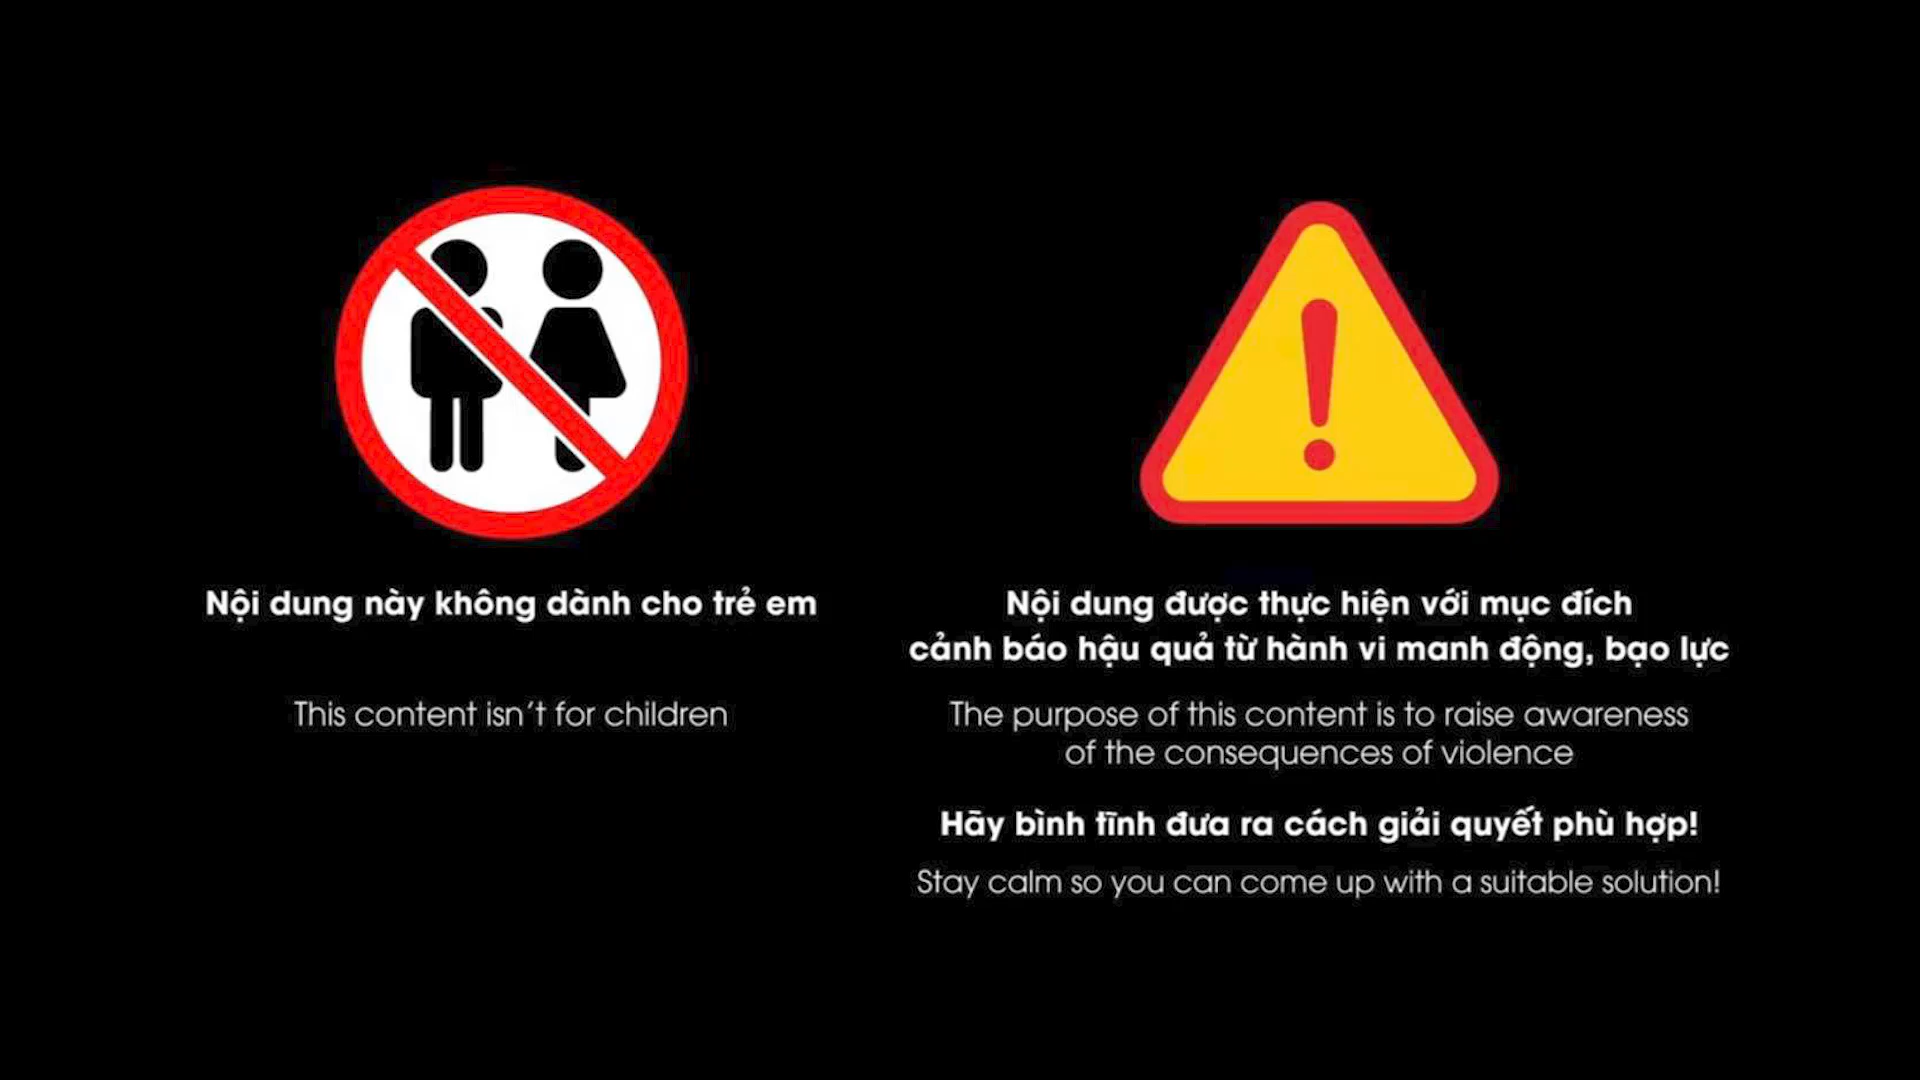 Nội dung này không dành cho trẻ em
This content isn't for children
Nội dung được thực hiện với mục đích
cảnh báo hậu quả từ hành vi manh động, bạo lực
The purpose of this content is to raise awareness
of the consequences of violence
Hãy bình tĩnh đưa ra cách giải quyết phù hợp!
Stay calm so you can come up with a suitable solution!